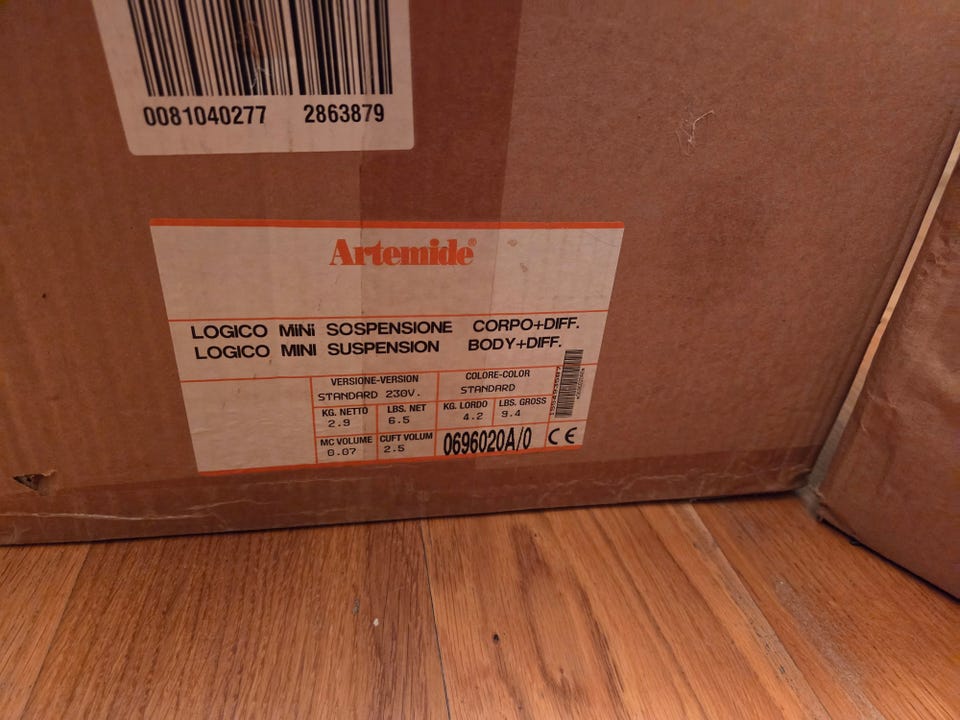 0081040277 2863879
Artemide®
LOGICO MiNi SOSPENSIONE CORPO+DIFF.
LOGICO MINI SUSPENSION BODY+DIFF.
VERSIONE-VERSION COLORE-COLOR
STANDARD 230V. STANDARD
KG. NETTO LBS. NET KG. LORDO LBS. GROSS
2.9 6.5 4.2 9.4
MC VOLUME CUFT VOLUM
0.07 2.5
0696020A/0 CE